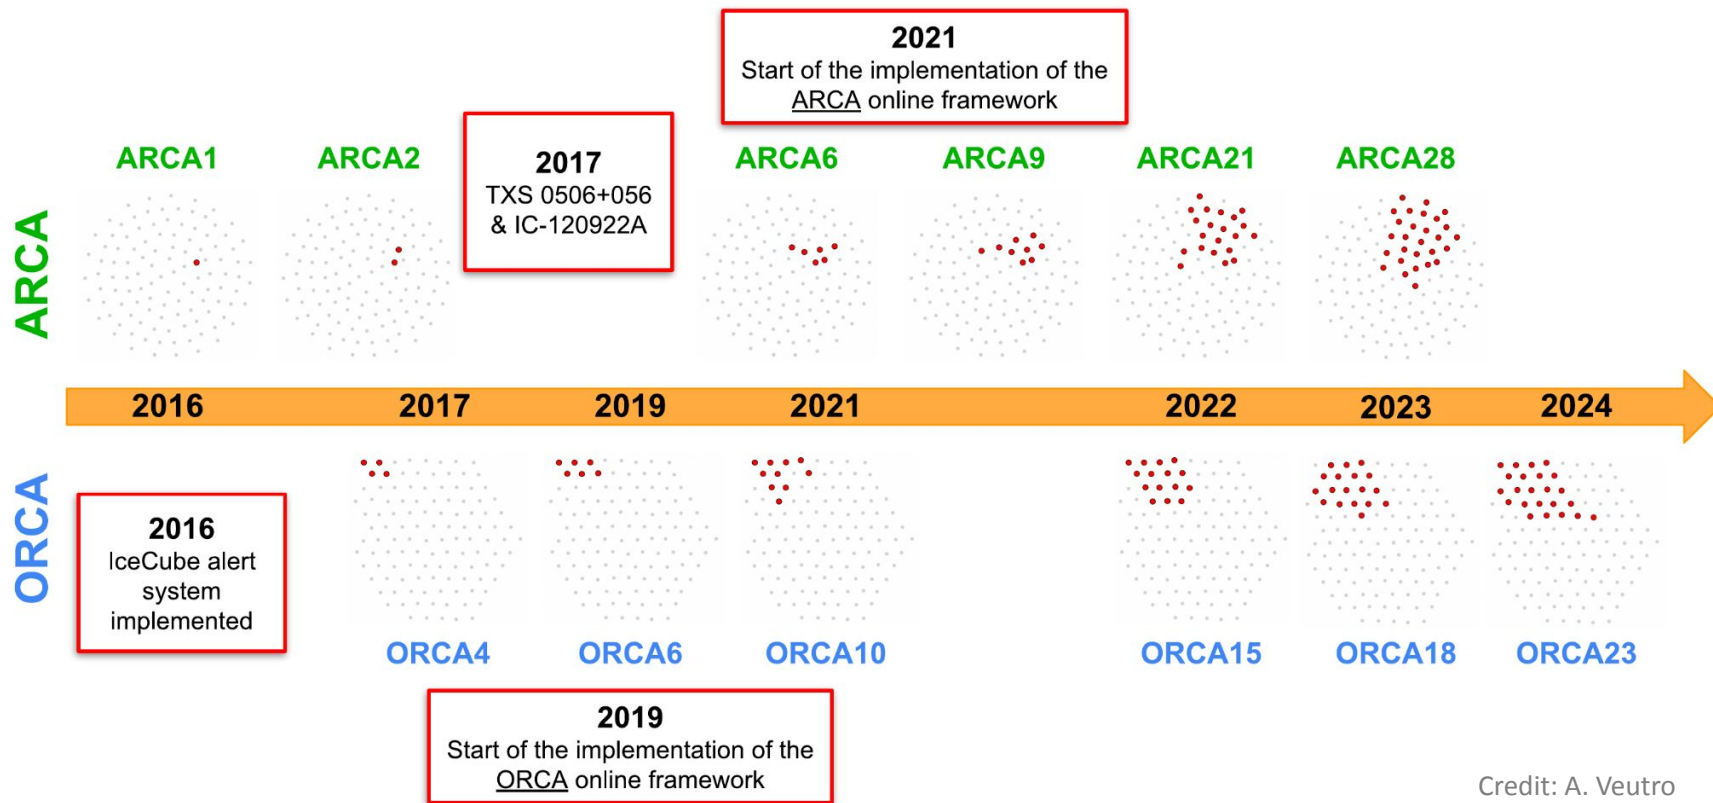 2021
Start of the implementation of the
ARCA online framework
2017
TXS 0506+056
& IC-120922A
ARCA1
ARCA2
ARCA6
ARCA9
ARCA21
ARCA28
ARCA
2016
2017
2019
2021
2022
2023
2024
ORCA
2016
IceCube alert
system
implemented
ORCA4
ORCA6
ORCA10
ORCA15
ORCA18
ORCA23
2019
Start of the implementation of the
ORCA online framework
Credit: A. Veutro